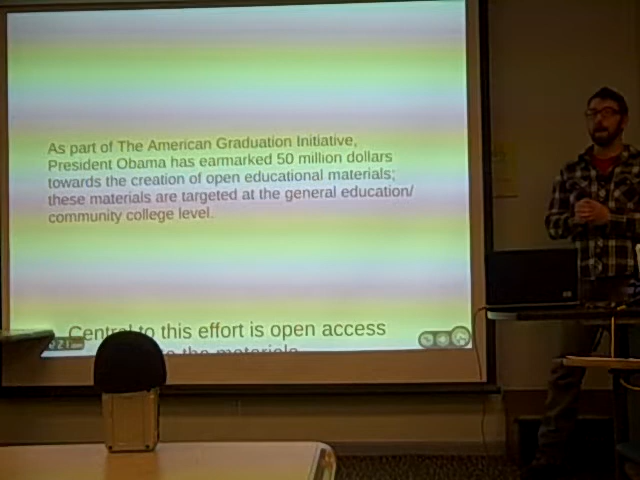 As part of The American Graduation Initiative,
President Obama has earmarked 50 million dollars
towards the creation of open educational materials;
these materials are targeted at the general education/
community college level.
Central to this effort is open access
the materials